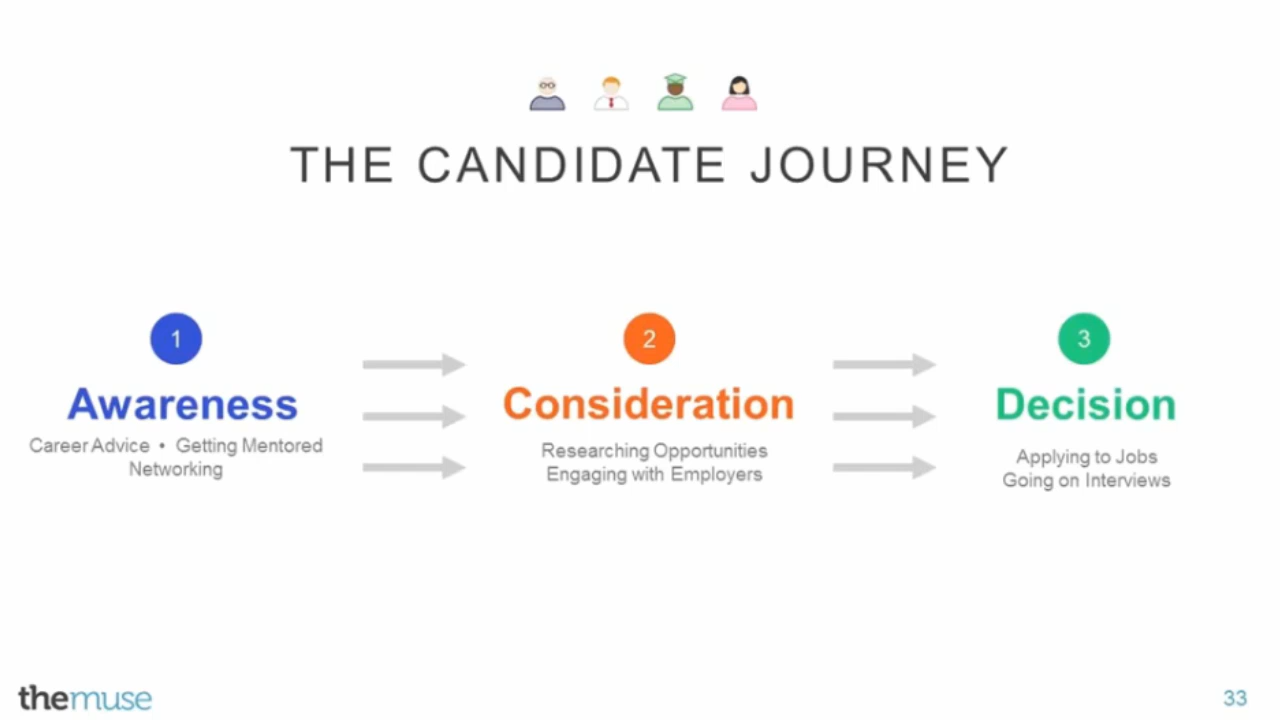 THE CANDIDATE JOURNEY
1
Awareness
Career Advice • Getting Mentored
Networking
2
Consideration
Researching Opportunities
Engaging with Employers
3
Decision
Applying to Jobs
Going on Interviews
themuse
33